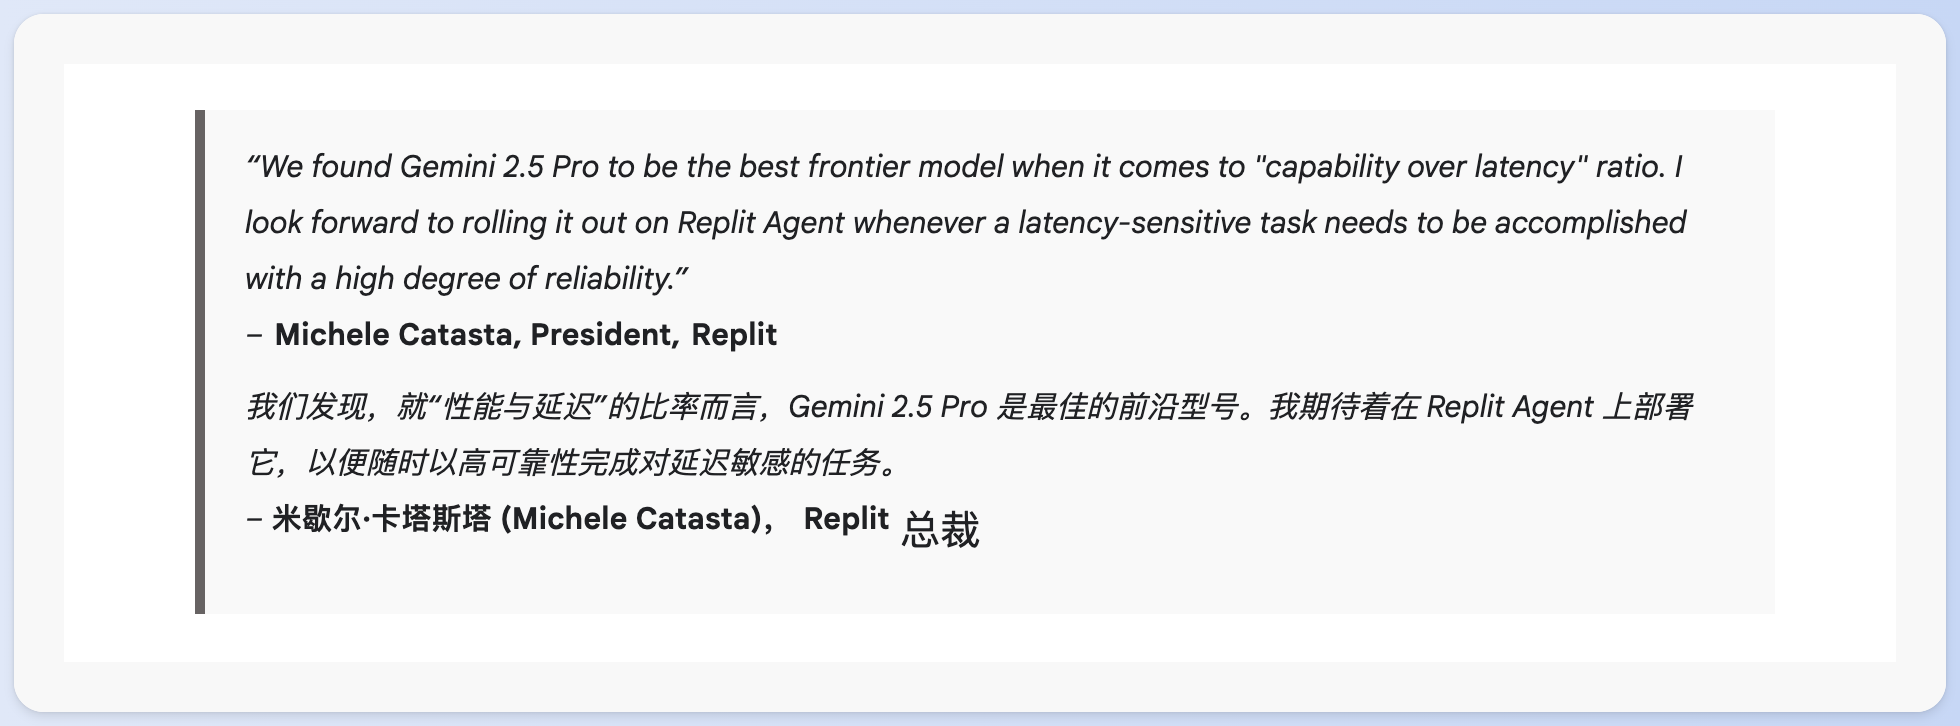 “We found Gemini 2.5 Pro to be the best frontier model when it comes to "capability over latency" ratio. I
look forward to rolling it out on Replit Agent whenever a latency-sensitive task needs to be accomplished
with a high degree of reliability.”
– Michele Catasta, President, Replit
我们发现，就“性能与延迟”的比率而言，Gemini 2.5 Pro 是最佳的前沿型号。我期待着在 Replit Agent 上部署
它，以便随时以高可靠性完成对延迟敏感的任务。
– 米歇尔·卡塔斯塔 (Michele Catasta)， Replit 总裁